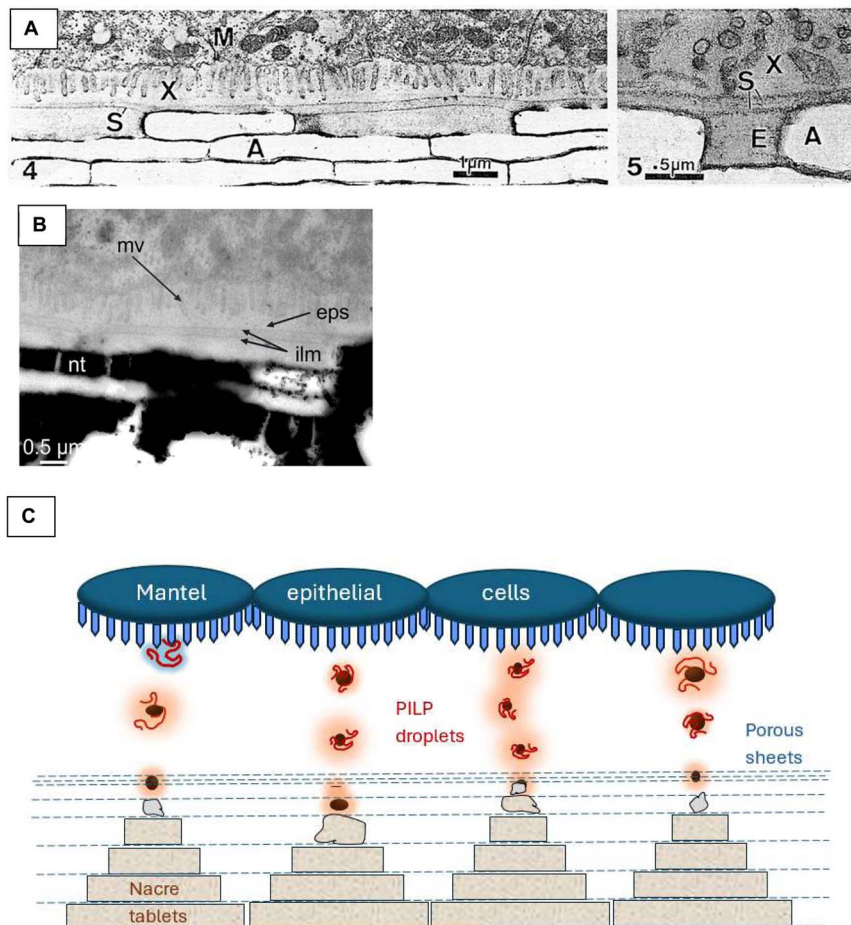 A
M
X
S
A
4
1µm
X
S
E
A
5
.5µm
B
mv
eps
ilm
nt
0.5 µm
C
Mantel epithelial cells
PILP
droplets
Porous
sheets
Nacre
tablets